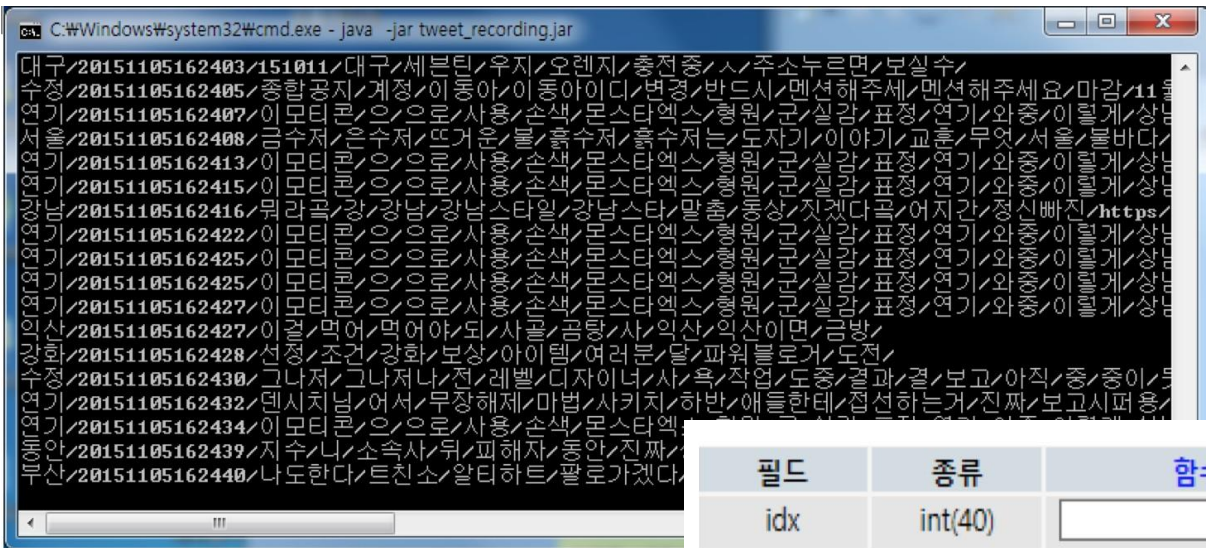 C:₩Windows₩system32₩cmd.exe - java -jar tweet_recording.jar
대구/20151105162403/151011/대구/세븐틴/우지/오렌지/충전중/ㅅ/주소누르면/보실수/
수정/20151105162405/종합공지/계정/이동아/이동아이디/변경/반드시/멘션해주세/멘션해주세요/마감/11
연기/20151105162407/이모티콘/으/으로/사용/손색/몬스타엑스/형원/군/실감/표정/연기/와중/이럴게/상
서울/20151105162408/금수저/은수저/뜨거운/불/흙수저/흙수저는/도자기/이야기/교훈/무엇/서울/불바다/
연기/20151105162413/이모티콘/으/으로/사용/손색/몬스타엑스/형원/군/실감/표정/연기/와중/이럴게/상
연기/20151105162415/이모티콘/으/으로/사용/손색/몬스타엑스/형원/군/실감/표정/연기/와중/이럴게/상
강남/20151105162416/뭐라곡/강/강남/강남스타일/강남스타/말춤/동상/짓겠다곡/어지간/정신빠진/https/
연기/20151105162422/이모티콘/으/으로/사용/손색/몬스타엑스/형원/군/실감/표정/연기/와중/이럴게/상
연기/20151105162425/이모티콘/으/으로/사용/손색/몬스타엑스/형원/군/실감/표정/연기/와중/이럴게/상
연기/20151105162425/이모티콘/으/으로/사용/손색/몬스타엑스/형원/군/실감/표정/연기/와중/이럴게/상
연기/20151105162427/이모티콘/으/으로/사용/손색/몬스타엑스/형원/군/실감/표정/연기/와중/이럴게/상
익산/20151105162427/이걸/먹어/먹어야/되/사골/곰탕/사/익산/익산이면/금방/
강화/20151105162428/선정/조건/강화/보상/아이템/여러분/달/파워블로거/도전/
수정/20151105162430/그나저/그나저나/전/레벨/디자이너/사/욕/작업/도중/결과/결/보고/아직/중/중이/
연기/20151105162432/덴시치님/어서/무장해제/마법/사키치/하반/애들한테/접선하는거/진짜/보고시퍼용/
연기/20151105162434/이모티콘/으/으로/사용/손색/몬스타엑스
동안/20151105162439/지수/니/소속사/뒤/피해자/동안/진짜/
부산/20151105162440/나도한다/트친소/알티하트/팔로가겠다/
필드 종류
idx int(40)